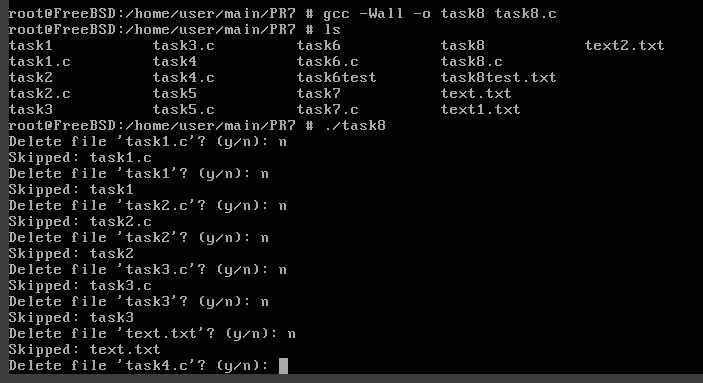 root@FreeBSD:/home/user/main/PR7 # gcc -Wall -o task8 task8.c
root@FreeBSD:/home/user/main/PR7 # ls
task1 task3.c task6 task8 text2.txt
task1.c task4 task6.c task8.c
task2 task4.c task6test task8test.txt
task2.c task5 task7 text.txt
task3 task5.c task7.c text1.txt
root@FreeBSD:/home/user/main/PR7 # ./task8
Delete file 'task1.c'? (y/n): n
Skipped: task1.c
Delete file 'task1'? (y/n): n
Skipped: task1
Delete file 'task2.c'? (y/n): n
Skipped: task2.c
Delete file 'task2'? (y/n): n
Skipped: task2
Delete file 'task3.c'? (y/n): n
Skipped: task3.c
Delete file 'task3'? (y/n): n
Skipped: task3
Delete file 'text.txt'? (y/n): n
Skipped: text.txt
Delete file 'task4.c'? (y/n):